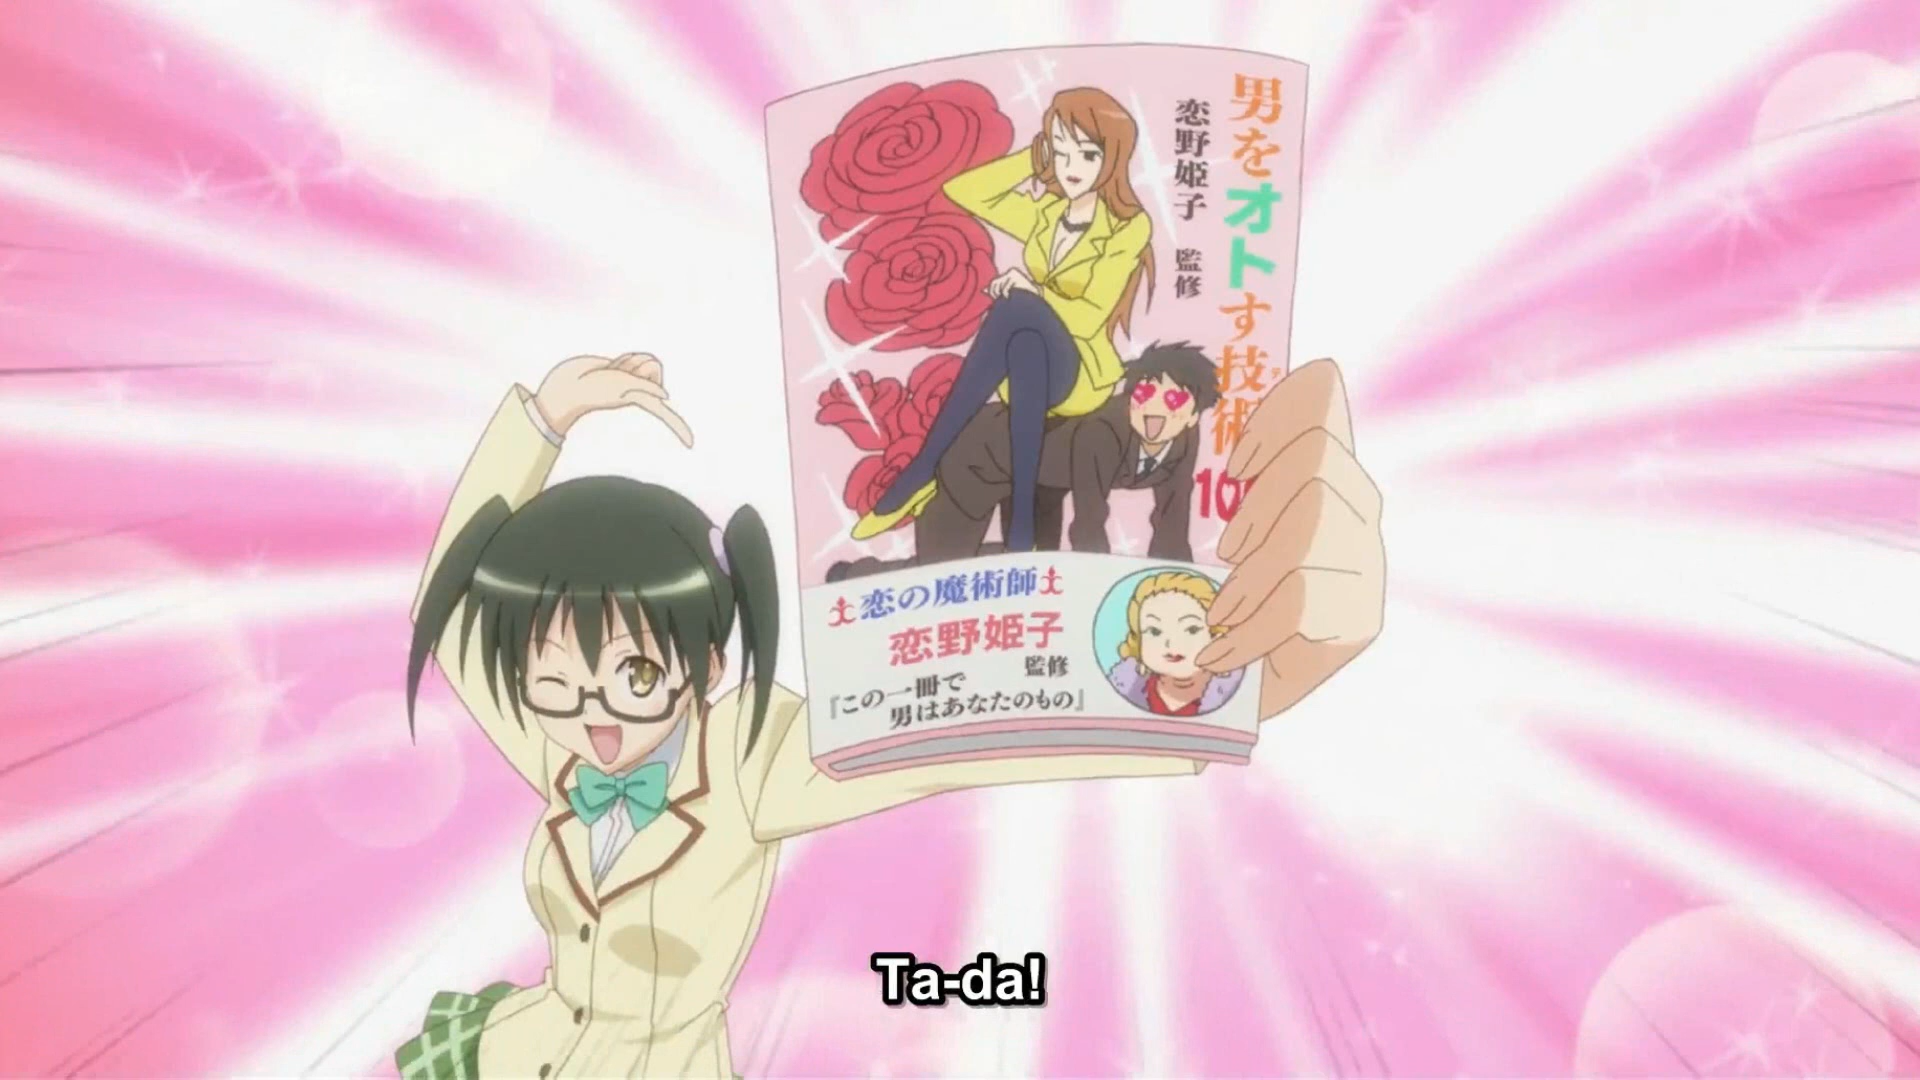 男をオトす技術
テ
10
恋野姫子 監修
恋の魔術師
恋野姫子
監修
『この一冊で
男はあなたのもの』
Ta-da!